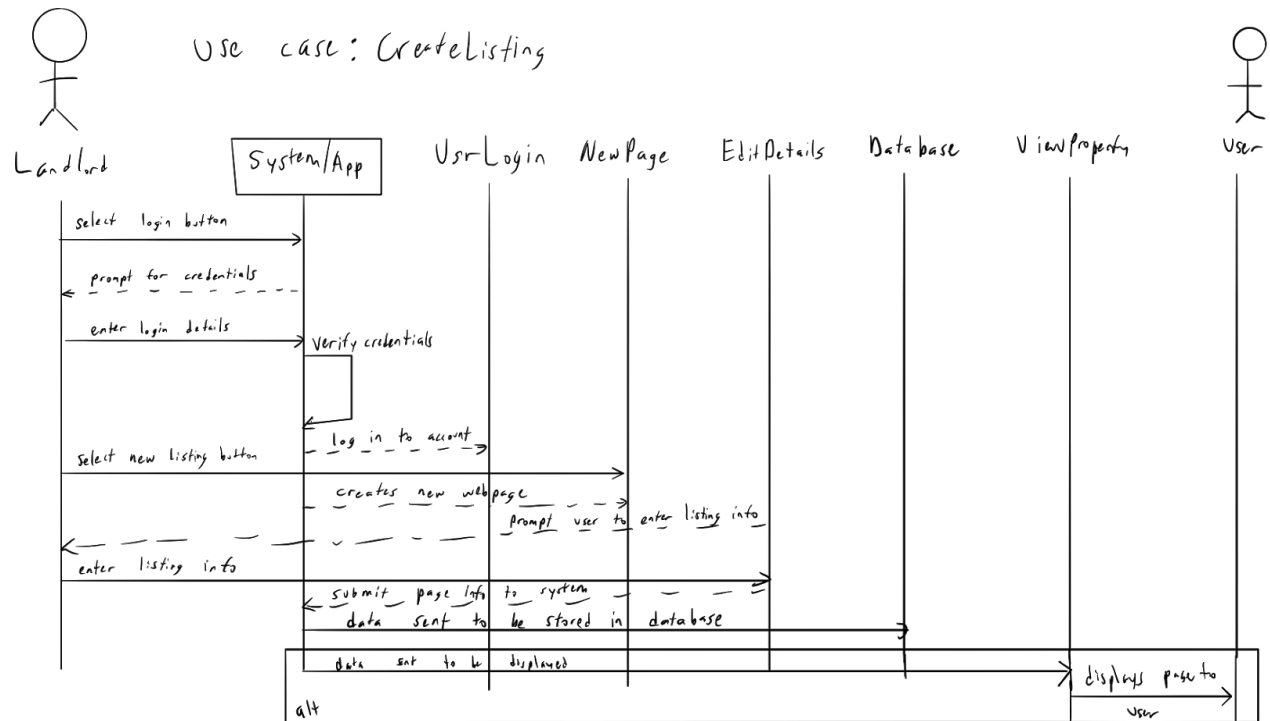 Use case: CreateListing
Landlord
System/App
UsrLogin
NewPage
EditDetails
Database
ViewProperty
User
select login button
prompt for credentials
enter login details
verify credentials
log in to account
select new listing button
creates new webpage
prompt user to enter listing info
enter listing info
submit page info to system
data sent to be stored in database
data sent to be displayed
displays page to
user
alt